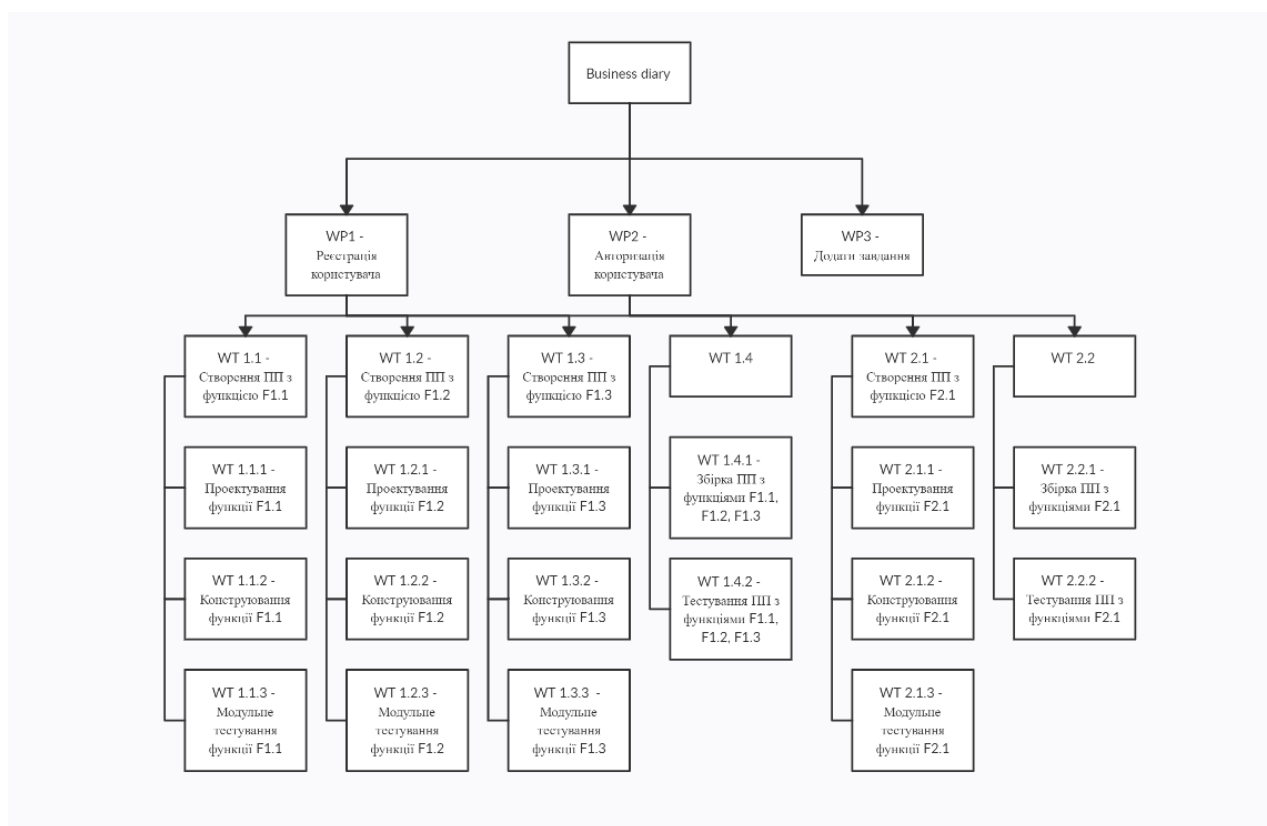 Business diary
WP1 -
Реєстрація
користувача
WP2 -
Авторизація
користувача
WP3 -
Додати завдання
WT 1.1 -
Створення ПП з
функцією F1.1
WT 1.2 -
Створення ПП з
функцією F1.2
WT 1.3 -
Створення ПП з
функцією F1.3
WT 1.4
WT 2.1 -
Створення ПП з
функцією F2.1
WT 2.2
WT 1.1.1 -
Проектування
функції F1.1
WT 1.2.1 -
Проектування
функції F1.2
WT 1.3.1 -
Проектування
функції F1.3
WT 1.4.1 -
Збірка ПП з
функціями F1.1,
F1.2, F1.3
WT 2.1.1 -
Проектування
функції F2.1
WT 2.2.1 -
Збірка ПП з
функціями F2.1
WT 1.1.2 -
Конструювання
функції F1.1
WT 1.2.2 -
Конструювання
функції F1.2
WT 1.3.2 -
Конструювання
функції F1.3
WT 1.4.2 -
Тестування ПП з
функціями F1.1,
F1.2, F1.3
WT 2.1.2 -
Конструювання
функції F2.1
WT 2.2.2 -
Тестування ПП з
функціями F2.1
WT 1.1.3 -
Модульне
тестування
функції F1.1
WT 1.2.3 -
Модульне
тестування
функції F1.2
WT 1.3.3 -
Модульне
тестування
функції F1.3
WT 2.1.3 -
Модульне
тестування
функції F2.1